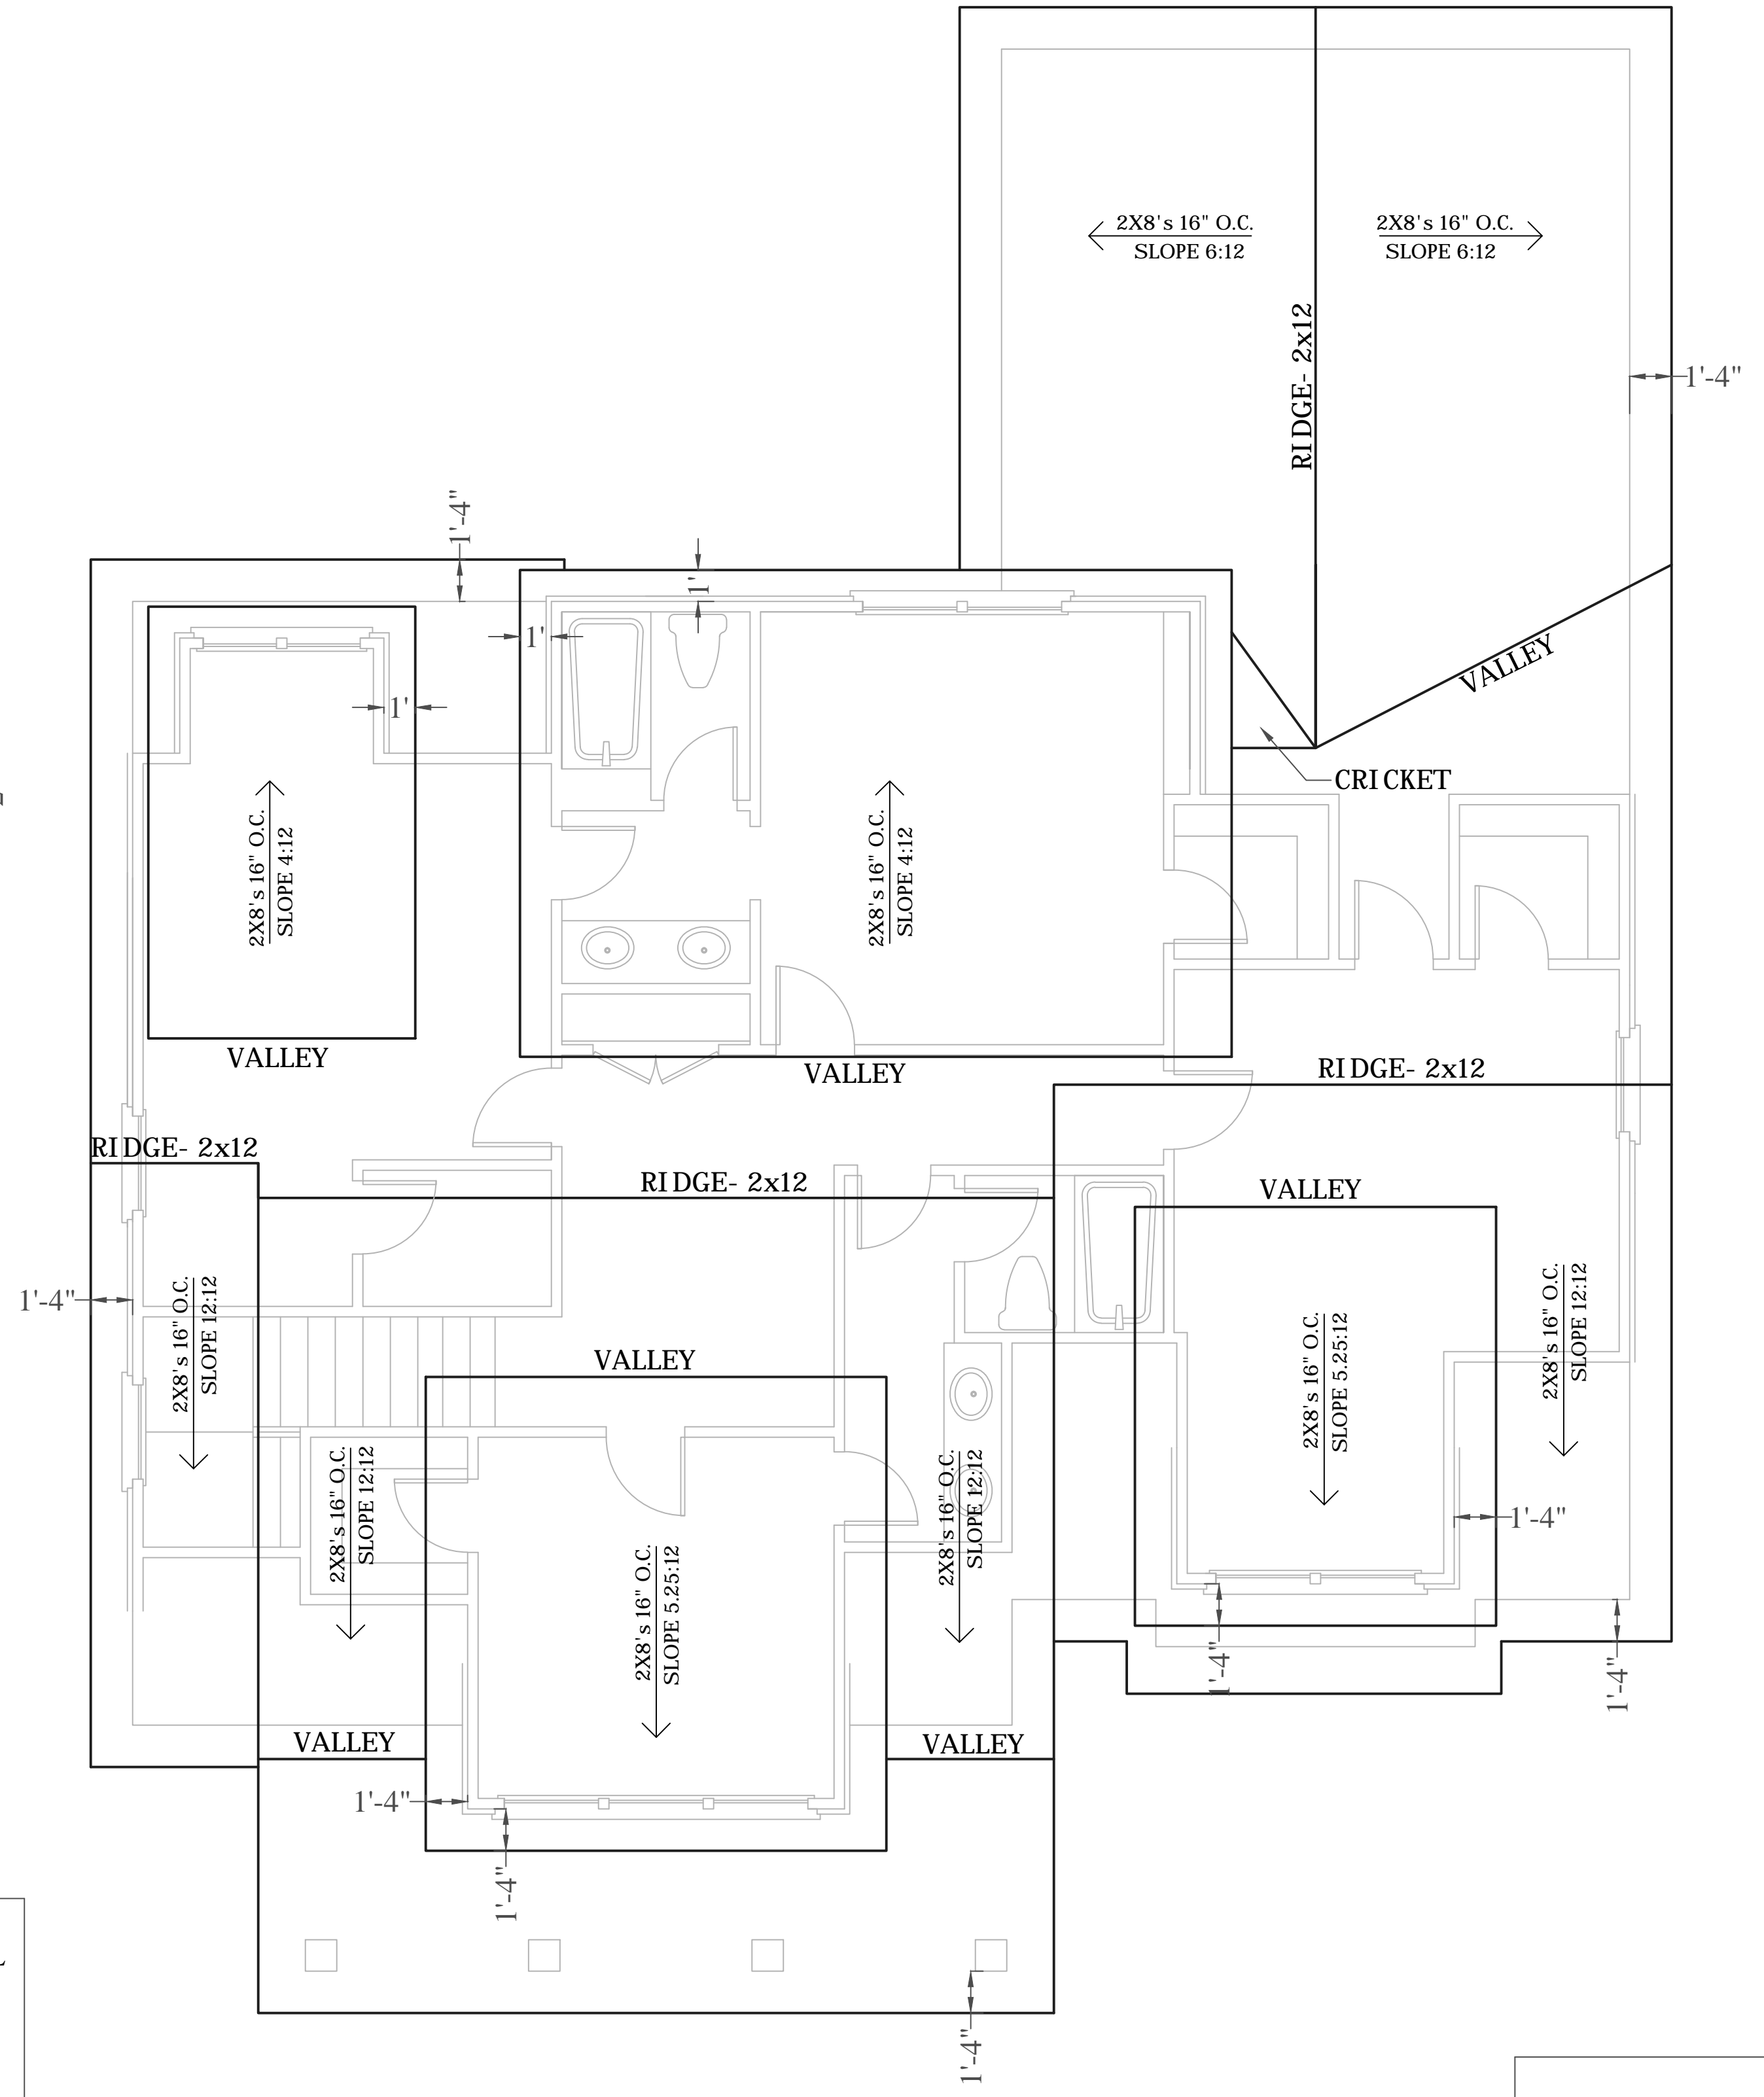 2X8's 16" O.C.
SLOPE 6:12
2X8's 16" O.C.
SLOPE 6:12
RIDGE- 2x12
1'-4"
1'-4"
1'
1'
1'
VALLEY
CRICKET
2X8's 16" O.C.
SLOPE 4:12
2X8's 16" O.C.
SLOPE 4:12
VALLEY
VALLEY
RIDGE- 2x12
RIDGE- 2x12
RIDGE- 2x12
VALLEY
1'-4"
2X8's 16" O.C.
SLOPE 12:12
VALLEY
2X8's 16" O.C.
SLOPE 5.25:12
2X8's 16" O.C.
SLOPE 12:12
2X8's 16" O.C.
SLOPE 12:12
2X8's 16" O.C.
SLOPE 5.25:12
2X8's 16" O.C.
SLOPE 12:12
1'-4"
1'-4"
1'-4"
VALLEY
VALLEY
1'-4"
1'-4"
1'-4"